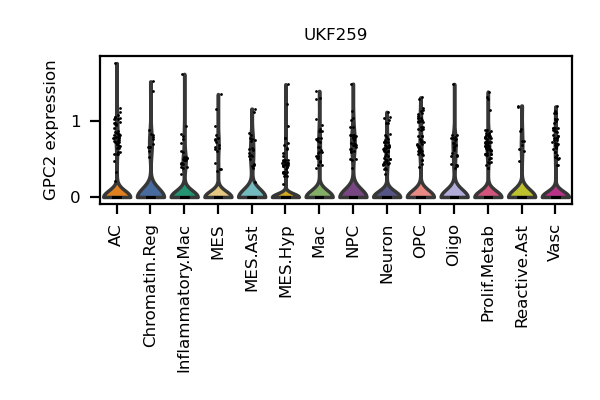 UKF259
GPC2 expression
1
0
AC
Chromatin.Reg
Inflammatory.Mac
MES
MES.Ast
MES.Hyp
Mac
NPC
Neuron
OPC
Oligo
Prolif.Metab
Reactive.Ast
Vasc